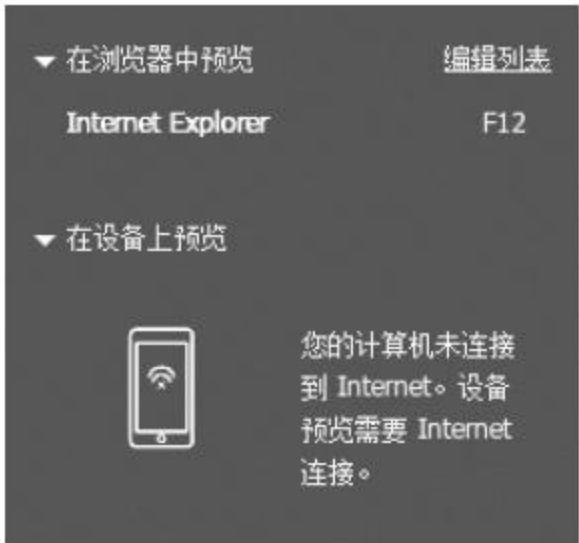 在浏览器中预览 编辑列表
Internet Explorer F12
在设备上预览
您的计算机未连接
到 Internet。设备
预览需要 Internet
连接。